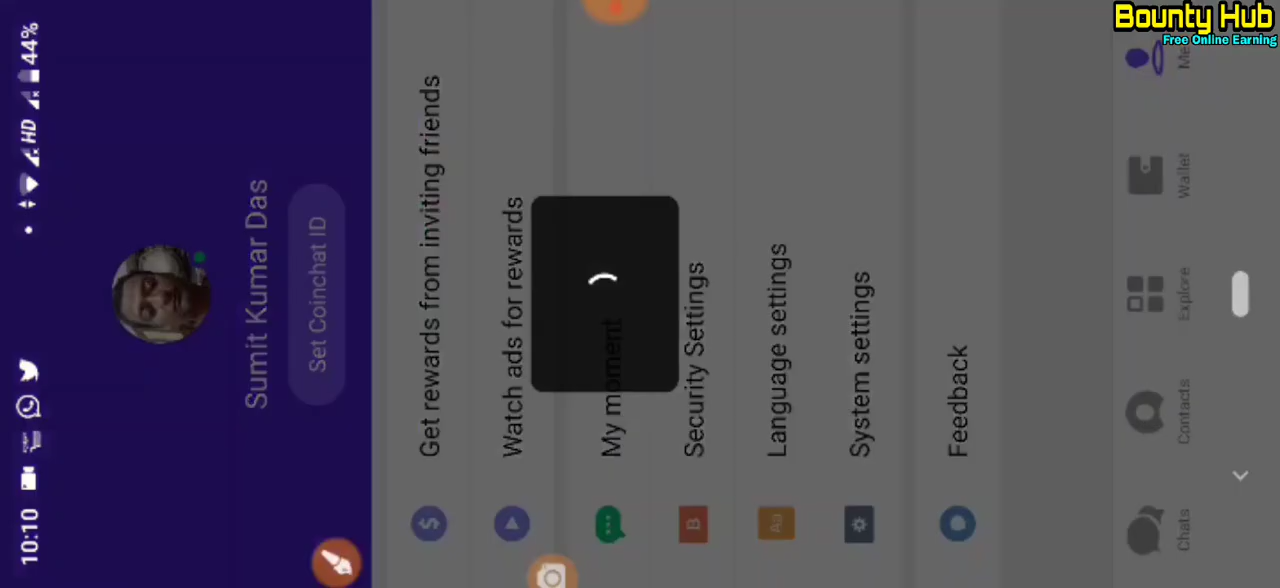 Bounty Hub
Free Online Earning
10:10
HD
44%
Sumit Kumar Das
Set Coinchat ID
Get rewards from inviting friends
Watch ads for rewards
My moment
Security Settings
Language settings
System settings
Feedback
Chats
Contacts
Explore
Wallet
Me